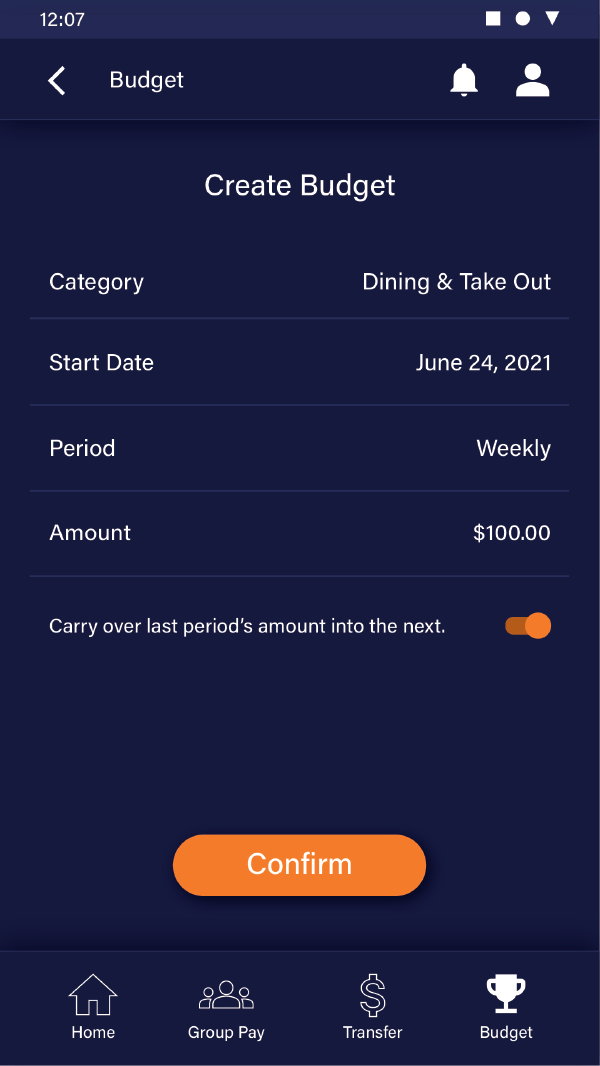 12:07
Budget
Create Budget
Category Dining & Take Out
Start Date June 24, 2021
Period Weekly
Amount $100.00
Carry over last period's amount into the next.
Confirm
Home Group Pay Transfer Budget